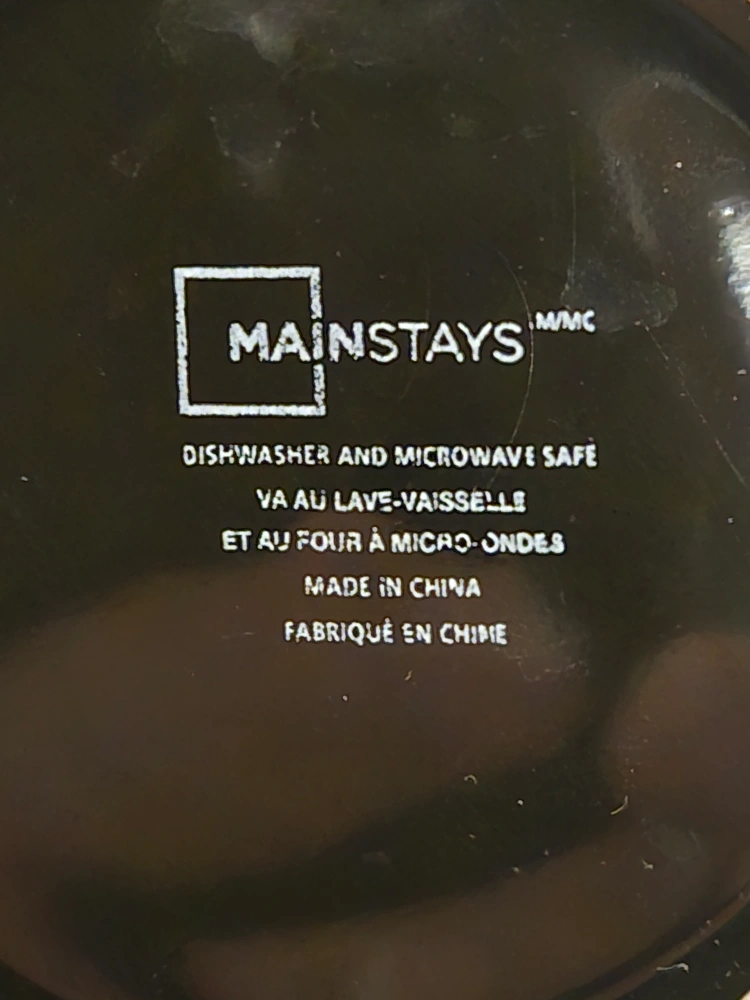 MAINSTAYS M/MC
DISHWASHER AND MICROWAVE SAFE
VA AU LAVE-VAISSELLE
ET AU FOUR À MICRO-ONDES
MADE IN CHINA
FABRIQUÉ EN CHINE